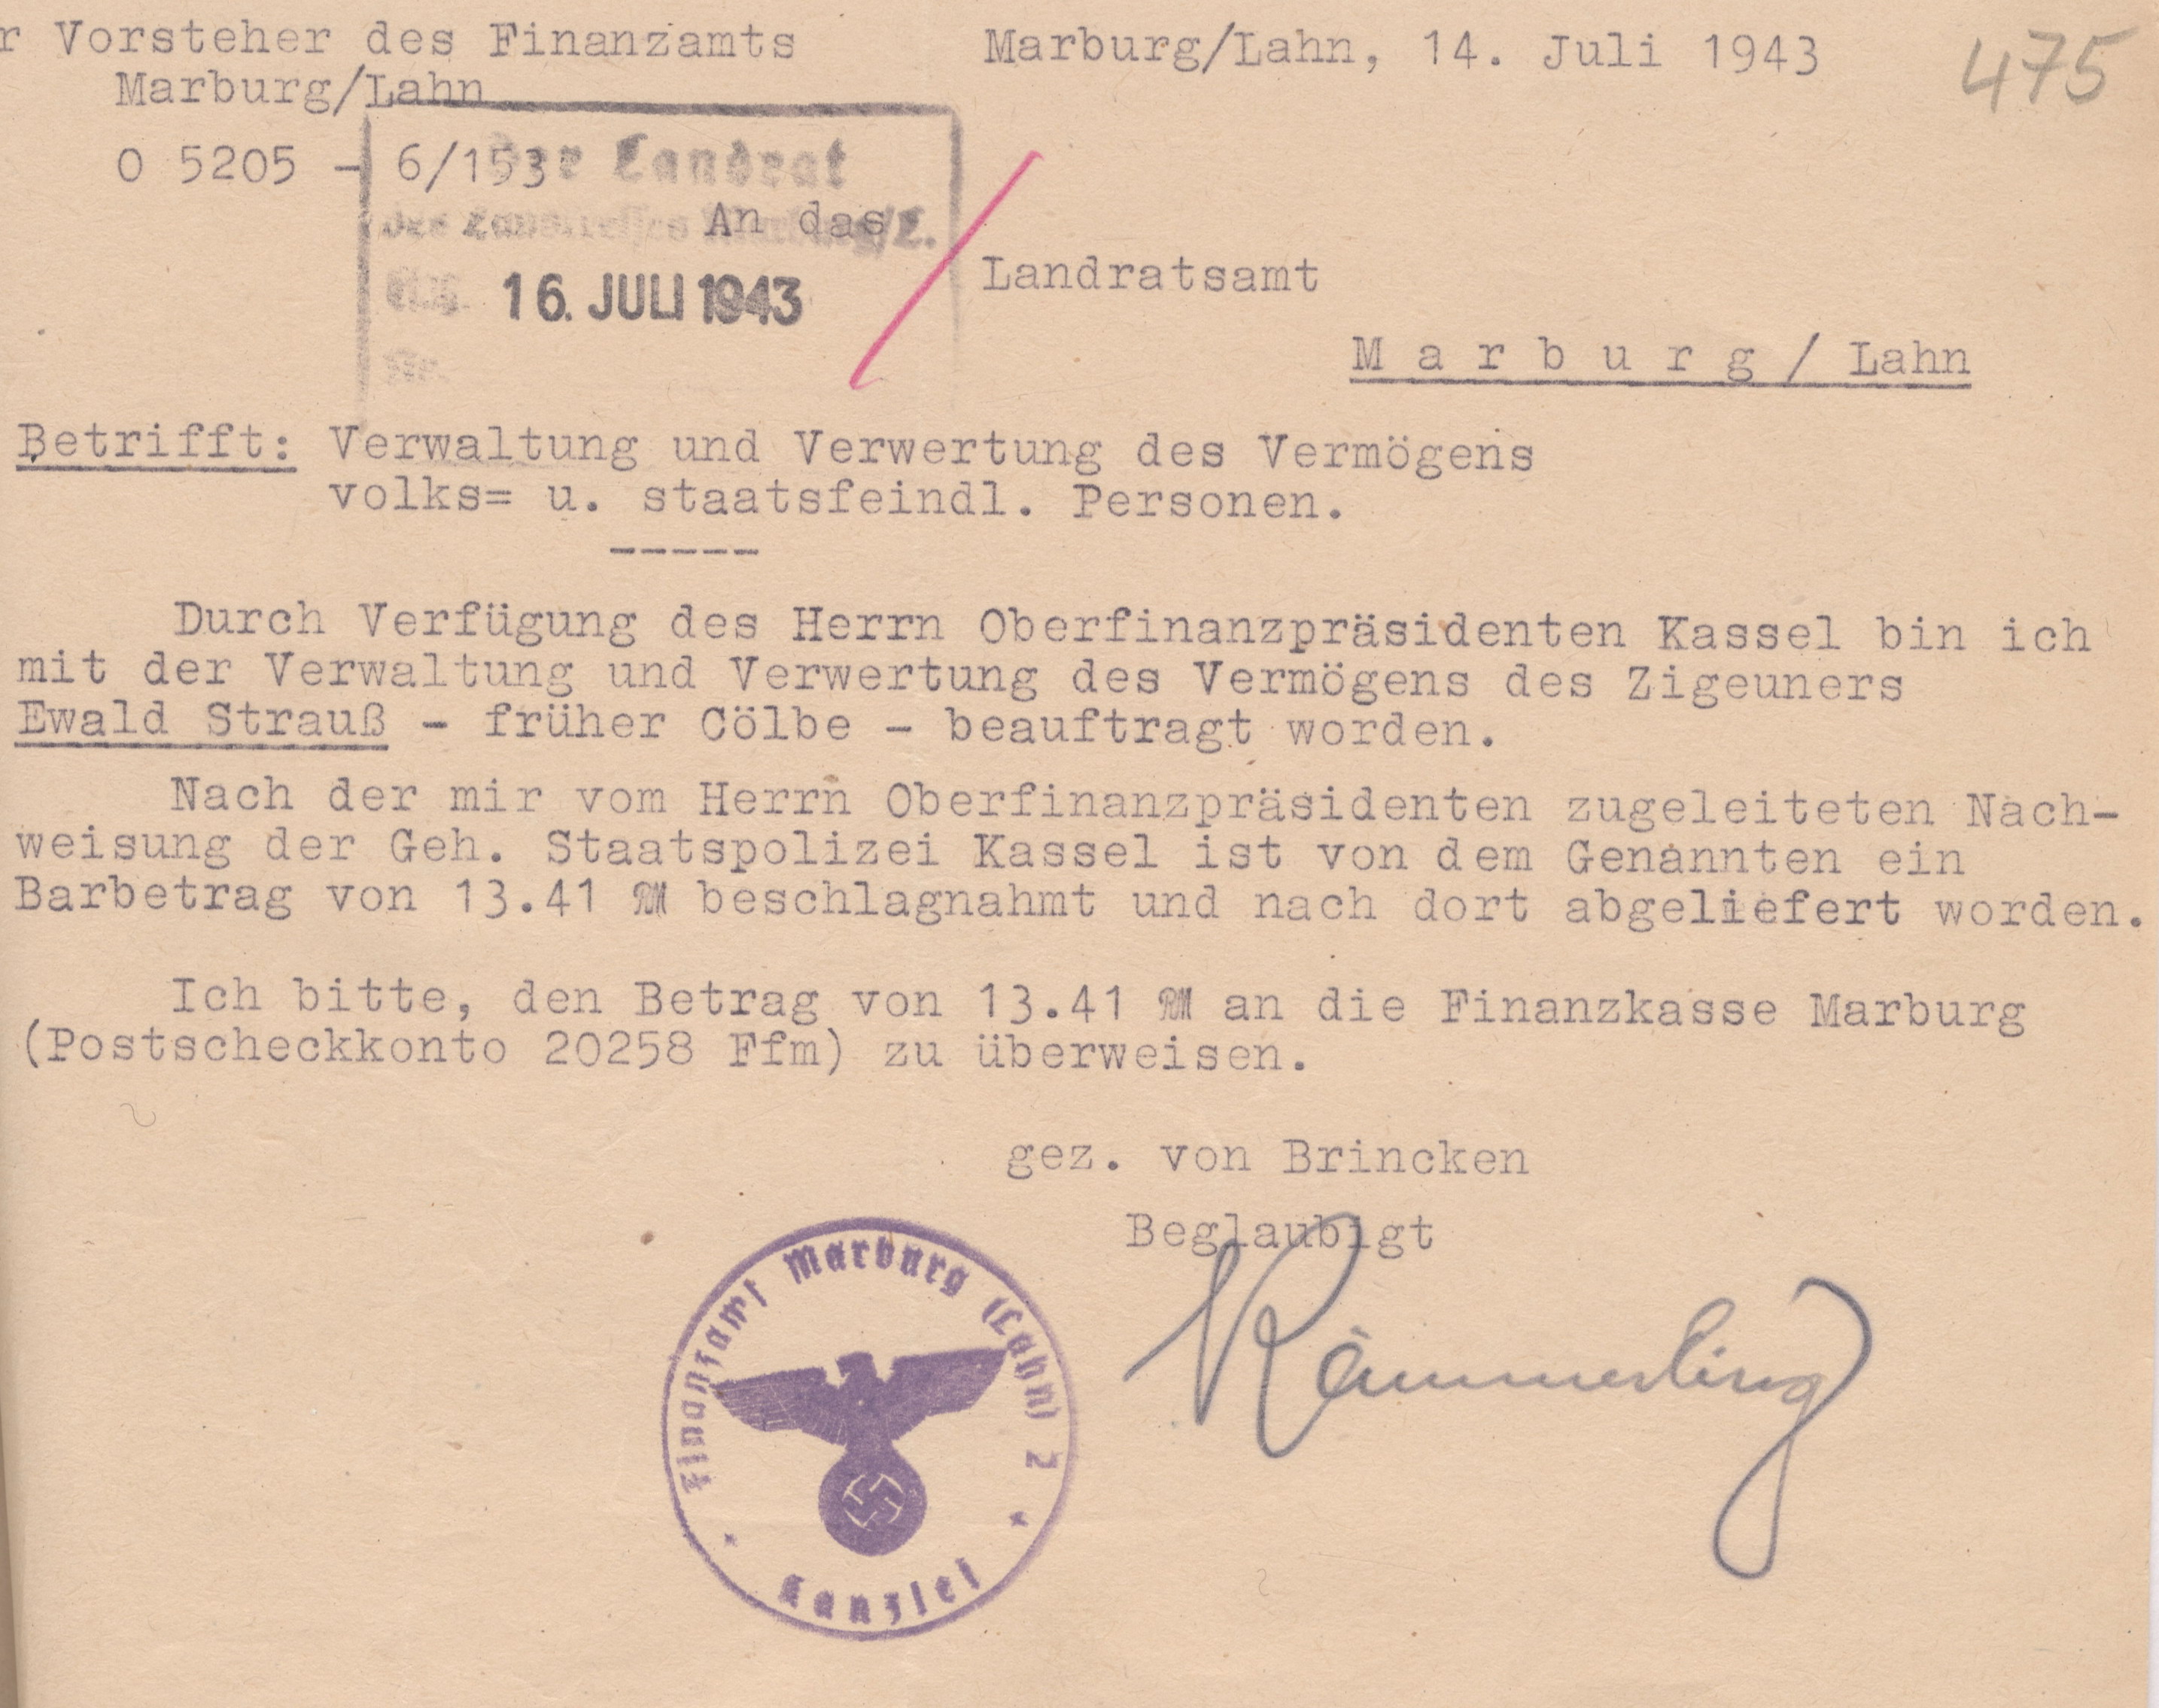 r Vorsteher des Finanzamts
Marburg/Lahn
Marburg/Lahn, 14. Juli 1943
475
O 5205 - 6/153
Der Landrat
des Landkreises Marburg/L.
16. JULI 1943
Nr.
An das
Landratsamt
M a r b u r g / Lahn
Betrifft: Verwaltung und Verwertung des Vermögens
volks= u. staatsfeindl. Personen.
-----
Durch Verfügung des Herrn Oberfinanzpräsidenten Kassel bin ich
mit der Verwaltung und Verwertung des Vermögens des Zigeuners
Ewald Strauß - früher Cölbe - beauftragt worden.
Nach der mir vom Herrn Oberfinanzpräsidenten zugeleiteten Nach-
weisung der Geh. Staatspolizei Kassel ist von dem Genannten ein
Barbetrag von 13.41 RM beschlagnahmt und nach dort abgeliefert worden.
Ich bitte, den Betrag von 13.41 RM an die Finanzkasse Marburg
(Postscheckkonto 20258 Ffm) zu überweisen.
gez. von Brincken
Beglaubigt
Kämmerling
Finanzamt Marburg (Lahn) 2
Kanzlei